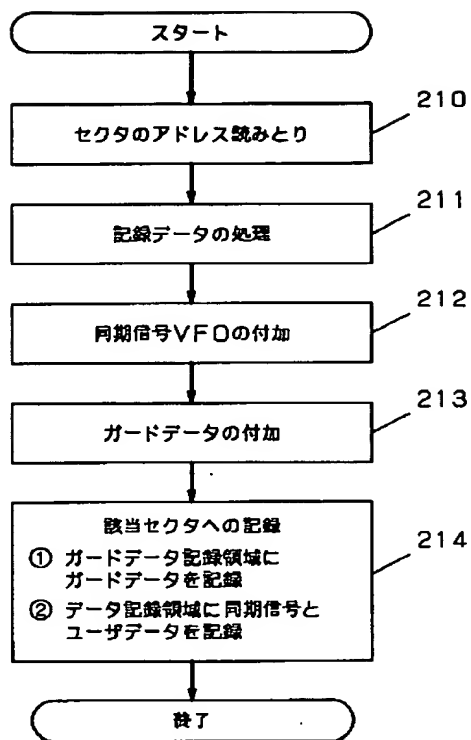 スタート
210
セクタのアドレス読みとり
211
記録データの処理
212
同期信号VFOの付加
213
ガードデータの付加
214
該当セクタへの記録
① ガードデータ記録領域に
ガードデータを記録
② データ記録領域に同期信号と
ユーザデータを記録
終了